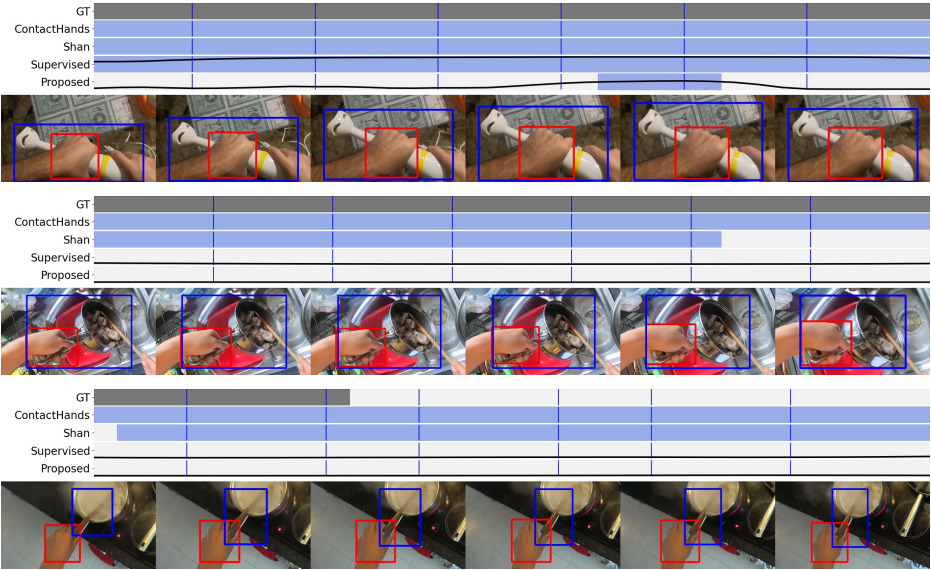 GT
ContactHands
Shan
Supervised
Proposed
GT
ContactHands
Shan
Supervised
Proposed
GT
ContactHands
Shan
Supervised
Proposed